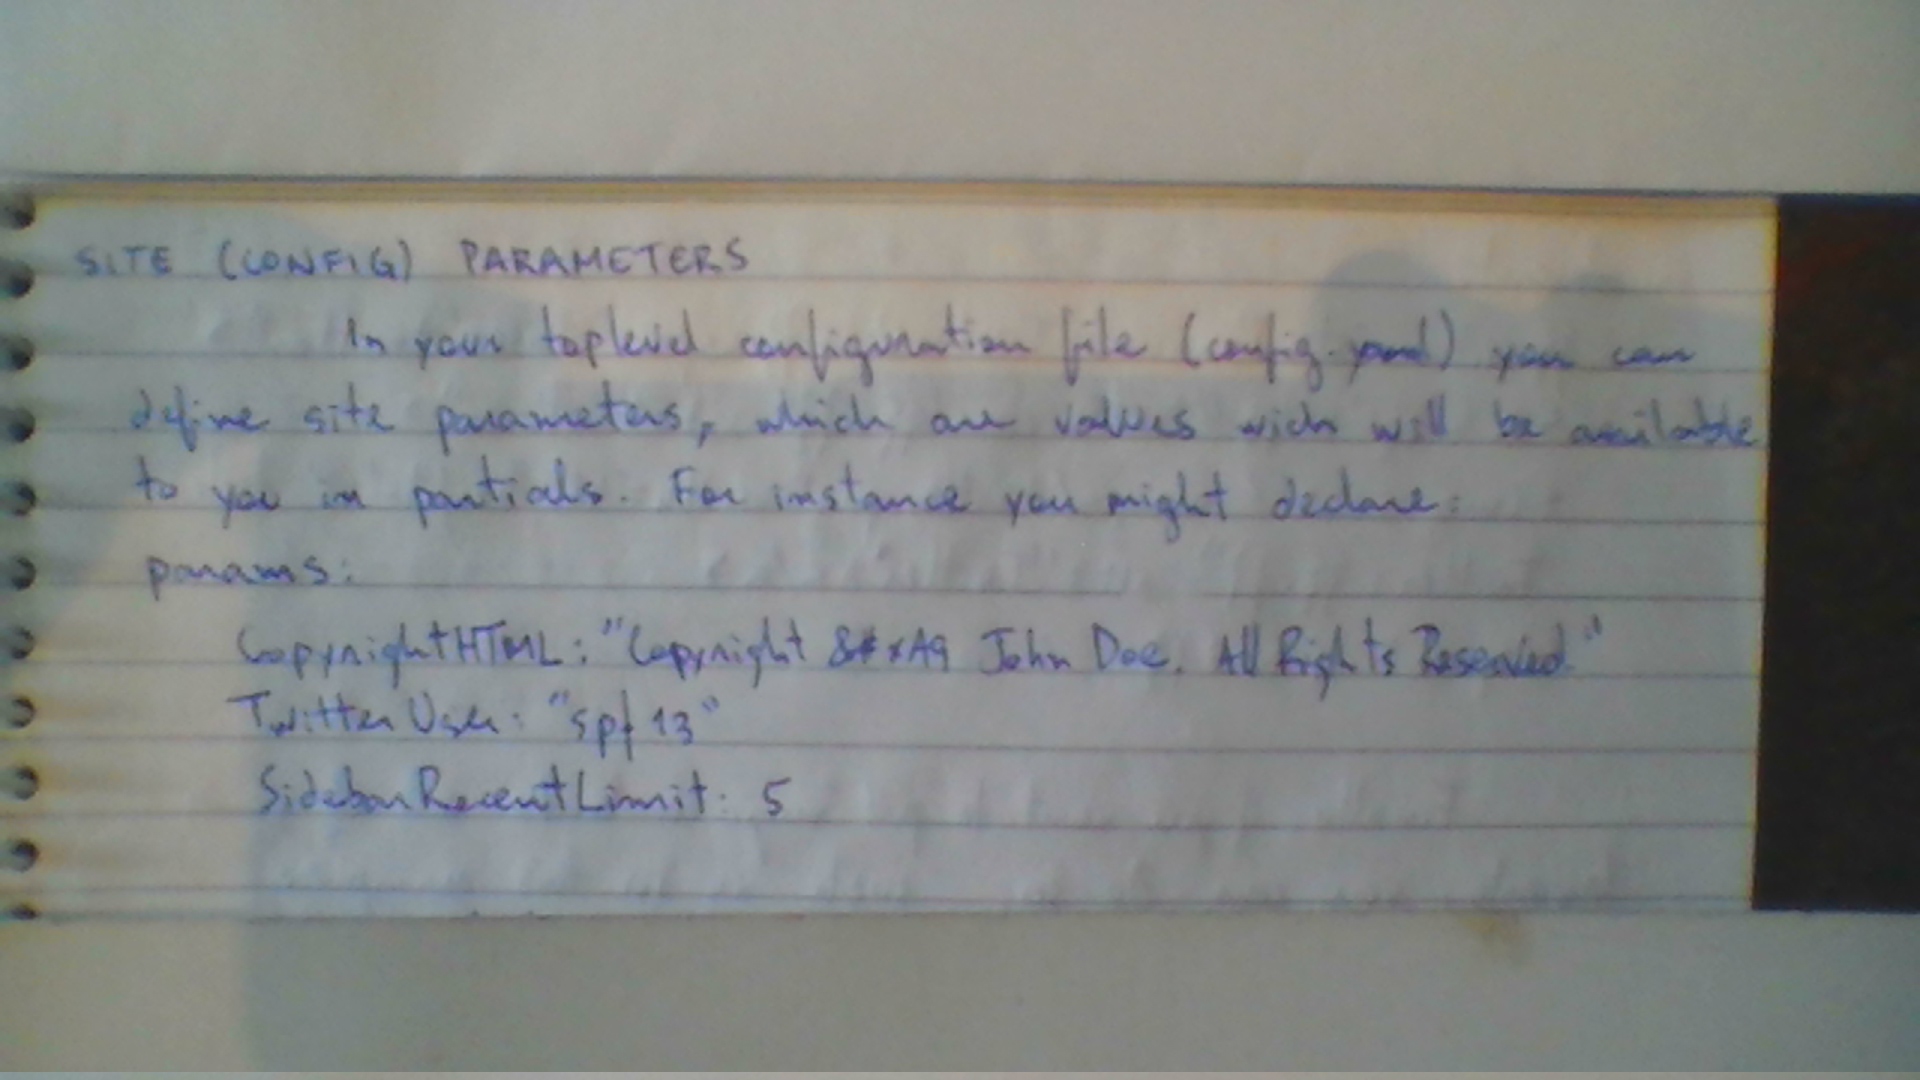 SITE (CONFIG) PARAMETERS
In your toplevel configuration file (config.yaml) you can
define site parameters, which are values wich will be available
to you in partials. For instance you might declare:
params:
CopyrightHTML: "Copyright &#xA9 John Doe. All Rights Reserved."
TwitterUser: "spf13"
SidebarRecentLimit: 5